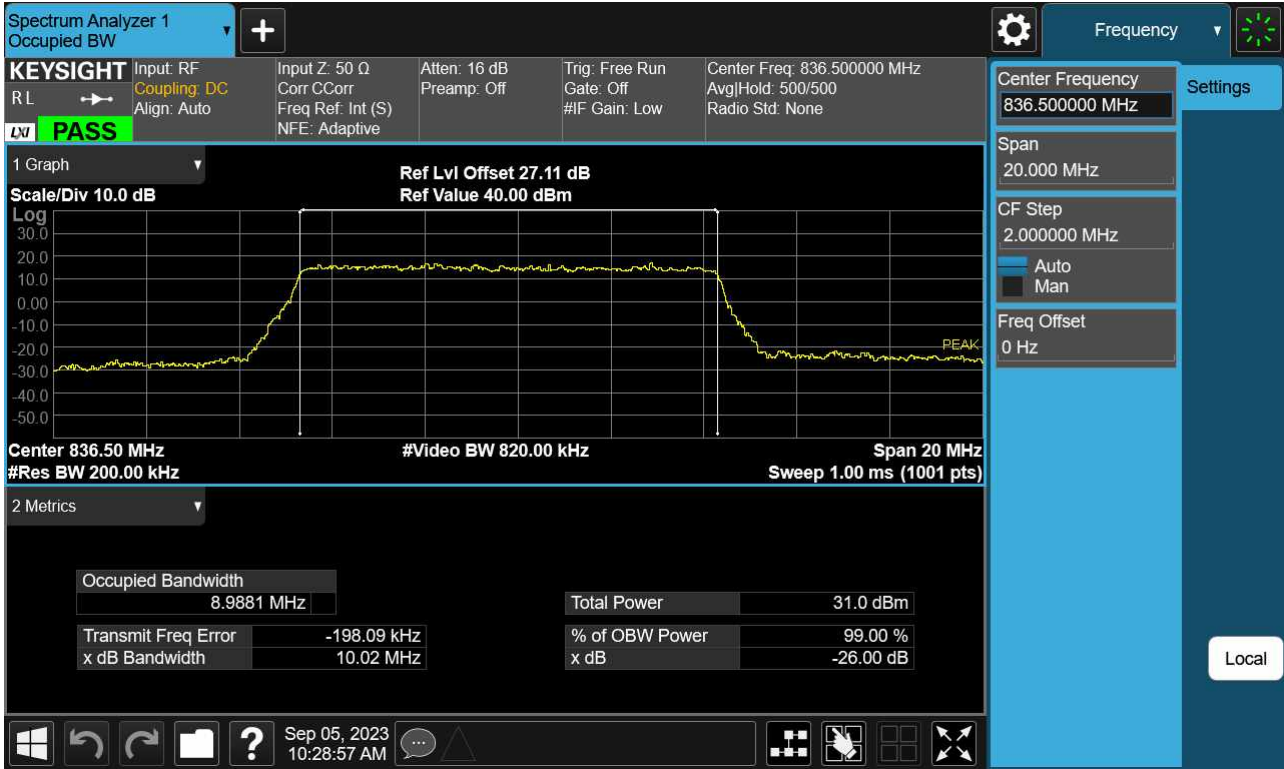 Spectrum Analyzer 1
Occupied BW
Frequency
KEYSIGHT
R L
LXI
PASS
Input: RF
Coupling: DC
Align: Auto
Input Z: 50 Ω
Corr CCorr
Freq Ref: Int (S)
NFE: Adaptive
Atten: 16 dB
Preamp: Off
Trig: Free Run
Gate: Off
#IF Gain: Low
Center Freq: 836.500000 MHz
Avg|Hold: 500/500
Radio Std: None
1 Graph
Scale/Div 10.0 dB
Ref Lvl Offset 27.11 dB
Ref Value 40.00 dBm
Log
30.0
20.0
10.0
0.00
-10.0
-20.0
-30.0
-40.0
-50.0
PEAK
Center 836.50 MHz
#Video BW 820.00 kHz
Span 20 MHz
#Res BW 200.00 kHz
Sweep 1.00 ms (1001 pts)
2 Metrics
Occupied Bandwidth
8.9881 MHz
Total Power 31.0 dBm
Transmit Freq Error -198.09 kHz
% of OBW Power 99.00 %
x dB Bandwidth 10.02 MHz
x dB -26.00 dB
Center Frequency
836.500000 MHz
Settings
Span
20.000 MHz
CF Step
2.000000 MHz
Auto
Man
Freq Offset
0 Hz
Local
?
Sep 05, 2023
10:28:57 AM